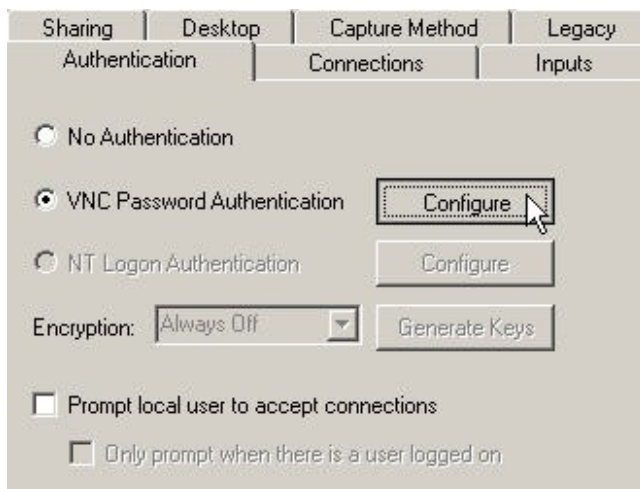 Sharing Desktop Capture Method Legacy
Authentication Connections Inputs
No Authentication
VNC Password Authentication Configure
NT Logon Authentication Configure
Encryption: Always Off Generate Keys
Prompt local user to accept connections
Only prompt when there is a user logged on